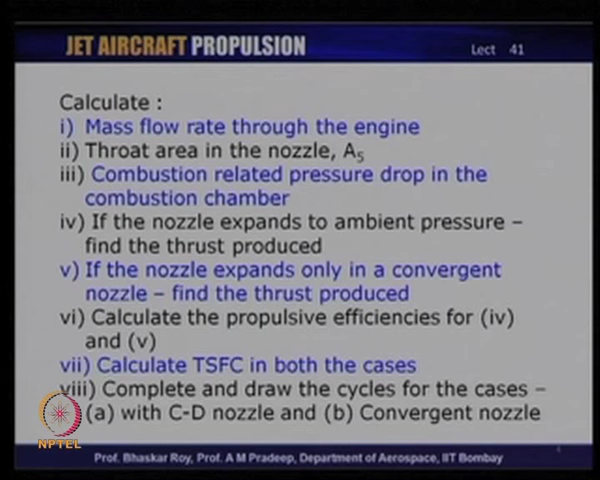 JET AIRCRAFT PROPULSION Lect 41
Calculate :
i) Mass flow rate through the engine
ii) Throat area in the nozzle, A5
iii) Combustion related pressure drop in the
combustion chamber
iv) If the nozzle expands to ambient pressure –
find the thrust produced
v) If the nozzle expands only in a convergent
nozzle – find the thrust produced
vi) Calculate the propulsive efficiencies for (iv)
and (v)
vii) Calculate TSFC in both the cases
viii) Complete and draw the cycles for the cases –
(a) with C-D nozzle and (b) Convergent nozzle
NPTEL
Prof. Bhaskar Roy, Prof. A M Pradeep, Department of Aerospace, IIT Bombay